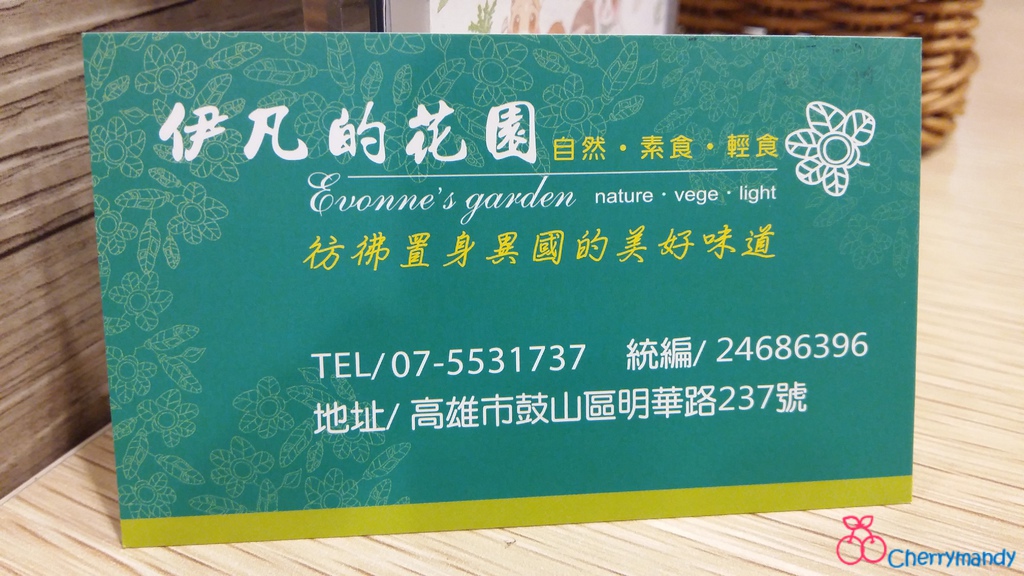 伊凡的花園 自然・素食・輕食
Evonne's garden nature・vege・light
彷彿置身異國的美好味道
TEL/07-5531737 統編/ 24686396
地址/ 高雄市鼓山區明華路237號
Cherrymandy